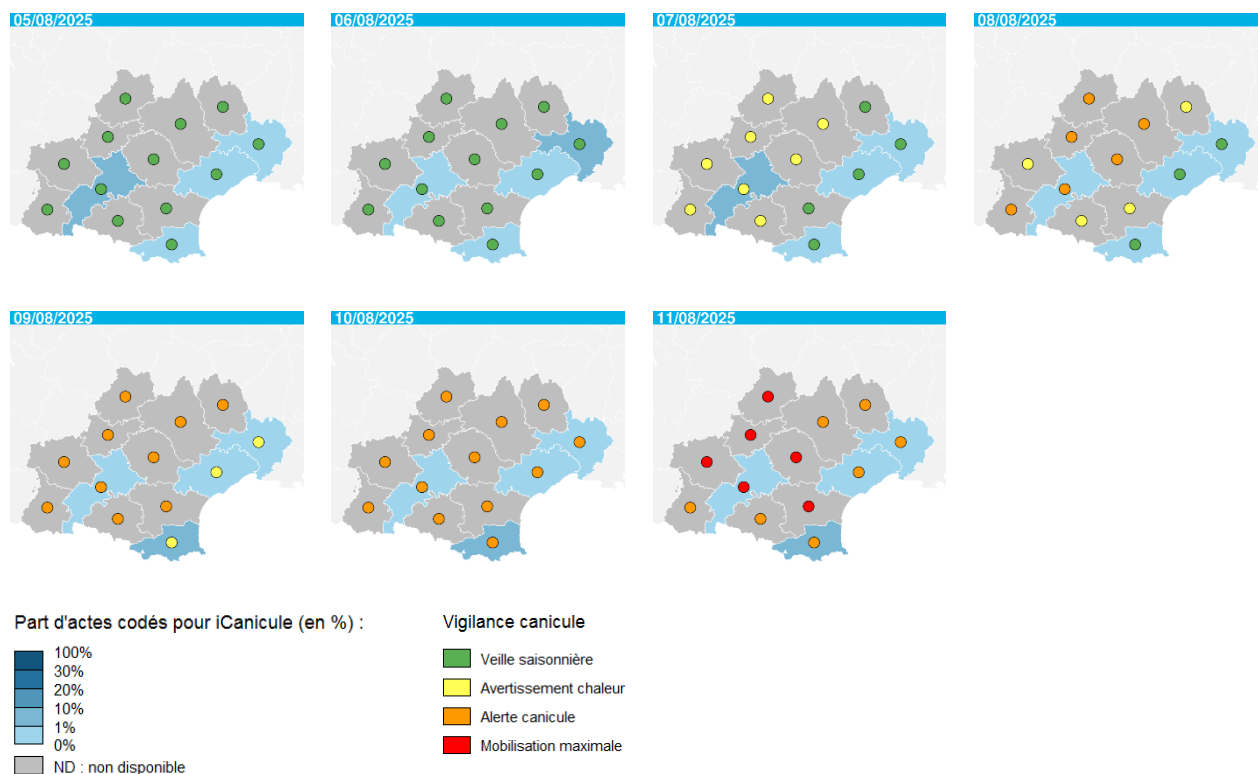 05/08/2025
06/08/2025
07/08/2025
08/08/2025
09/08/2025
10/08/2025
11/08/2025
Part d'actes codés pour iCanicule (en %) :
100%
30%
20%
10%
1%
0%
ND : non disponible
Vigilance canicule
Veille saisonnière
Avertissement chaleur
Alerte canicule
Mobilisation maximale